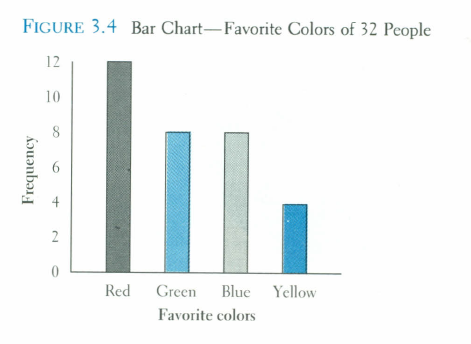 FIGURE 3.4 Bar Chart—Favorite Colors of 32 People
12
10
8
6
4
2
0
Frequency
Red Green Blue Yellow
Favorite colors